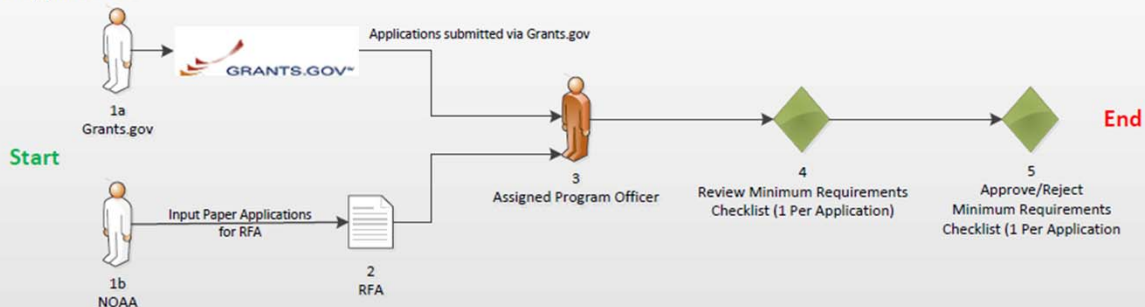 Applications submitted via Grants.gov
GRANTS.GOV℠
1a
Grants.gov
Start
End
3
Assigned Program Officer
4
Review Minimum Requirements
Checklist (1 Per Application)
5
Approve/Reject
Minimum Requirements
Checklist (1 Per Application
Input Paper Applications
for RFA
1b
NOAA
2
RFA